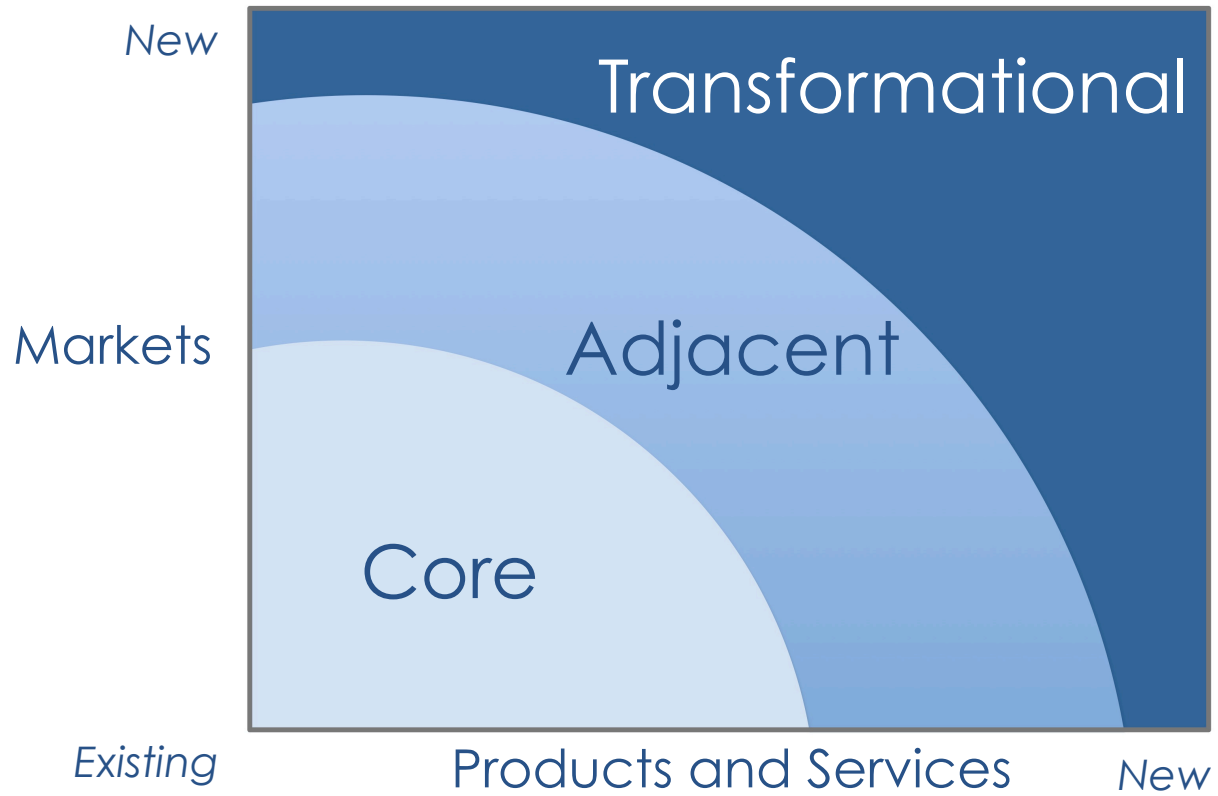 New
Transformational
Markets
Adjacent
Core
Existing
Products and Services
New